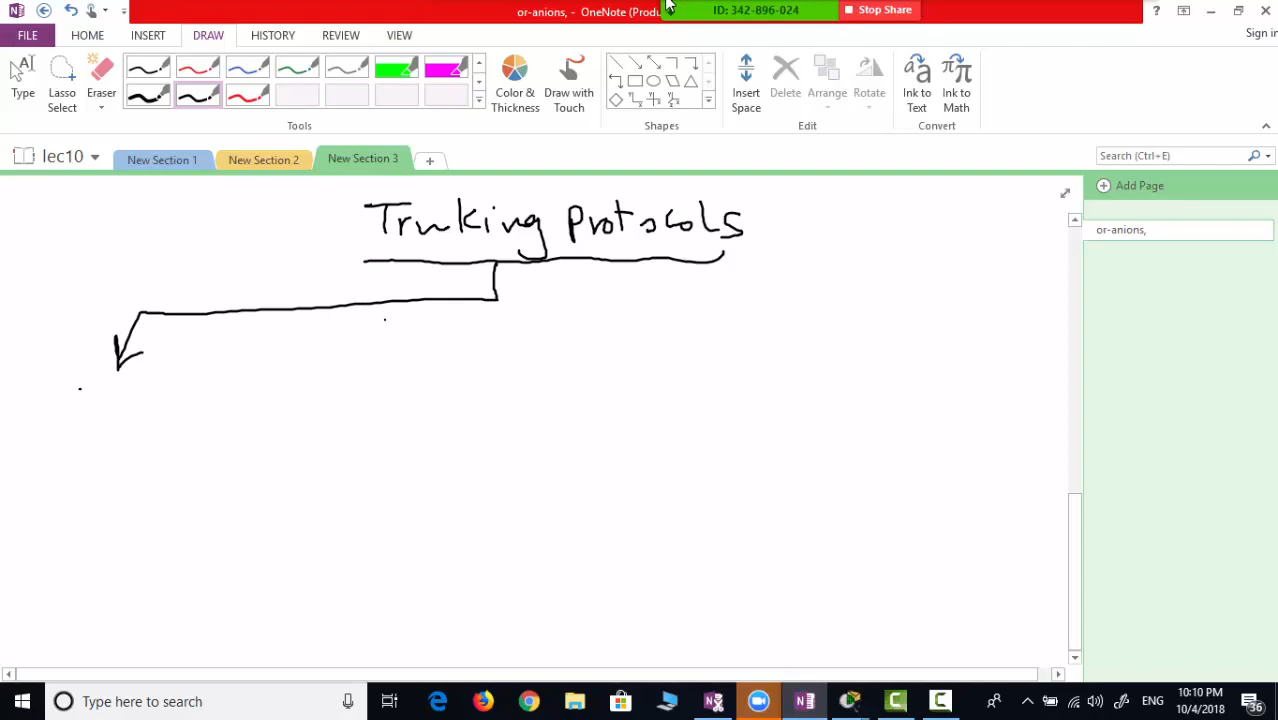 or-anions, - OneNote (Produ
ID: 342-896-024
Stop Share
FILE HOME INSERT DRAW HISTORY REVIEW VIEW
Sign in
Type
Lasso Select
Eraser
Color & Thickness
Draw with Touch
Insert Space
Delete
Arrange
Rotate
Ink to Text
Ink to Math
Tools
Shapes
Edit
Convert
lec10
New Section 1
New Section 2
New Section 3
Search (Ctrl+E)
Add Page
or-anions,
Trunking Protocols
Type here to search
ENG
10:10 PM
10/4/2018
36